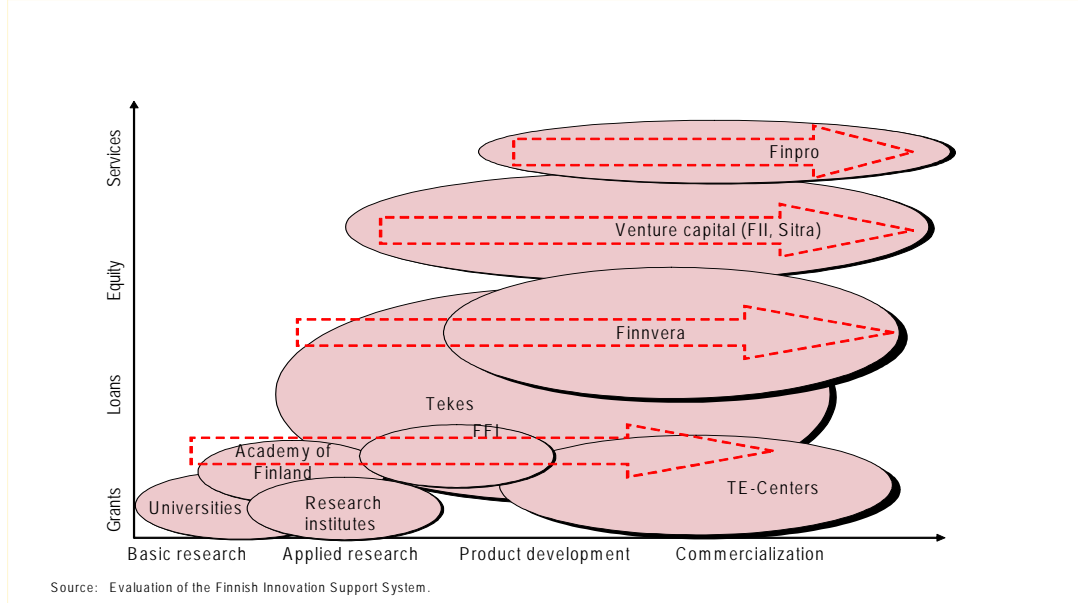 Services
Finpro
Venture capital (FII, Sitra)
Equity
Finnvera
Loans
Tekes
FFI
Academy of
Finland
TE-Centers
Grants
Universities
Research
institutes
Basic research
Applied research
Product development
Commercialization
Source: Evaluation of the Finnish Innovation Support System.